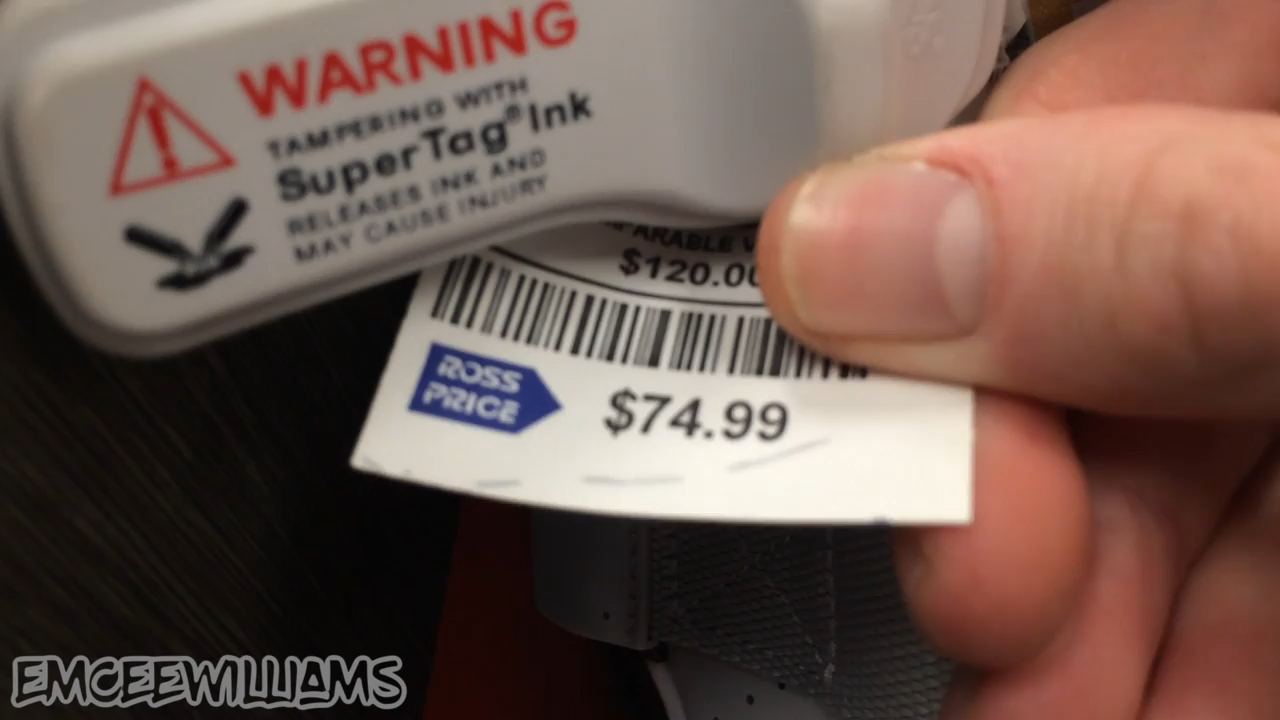 WARNING
TAMPERING WITH
SuperTag® Ink
RELEASES INK AND
MAY CAUSE INJURY
$120.00
ROSS
PRICE
$74.99
EMCEEWILLIAMS